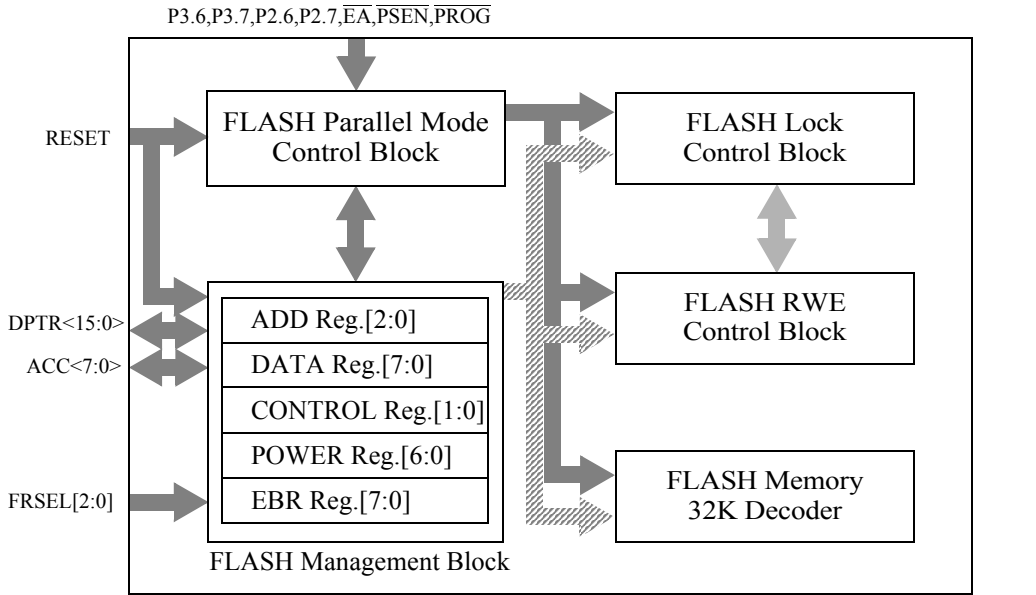 P3.6,P3.7,P2.6,P2.7,E̅A̅,P̅S̅E̅N̅,P̅R̅O̅G̅
RESET
FLASH Parallel Mode
Control Block
FLASH Lock
Control Block
DPTR<15:0>
ACC<7:0>
FRSEL[2:0]
ADD Reg.[2:0]
DATA Reg.[7:0]
CONTROL Reg.[1:0]
POWER Reg.[6:0]
EBR Reg.[7:0]
FLASH Management Block
FLASH RWE
Control Block
FLASH Memory
32K Decoder